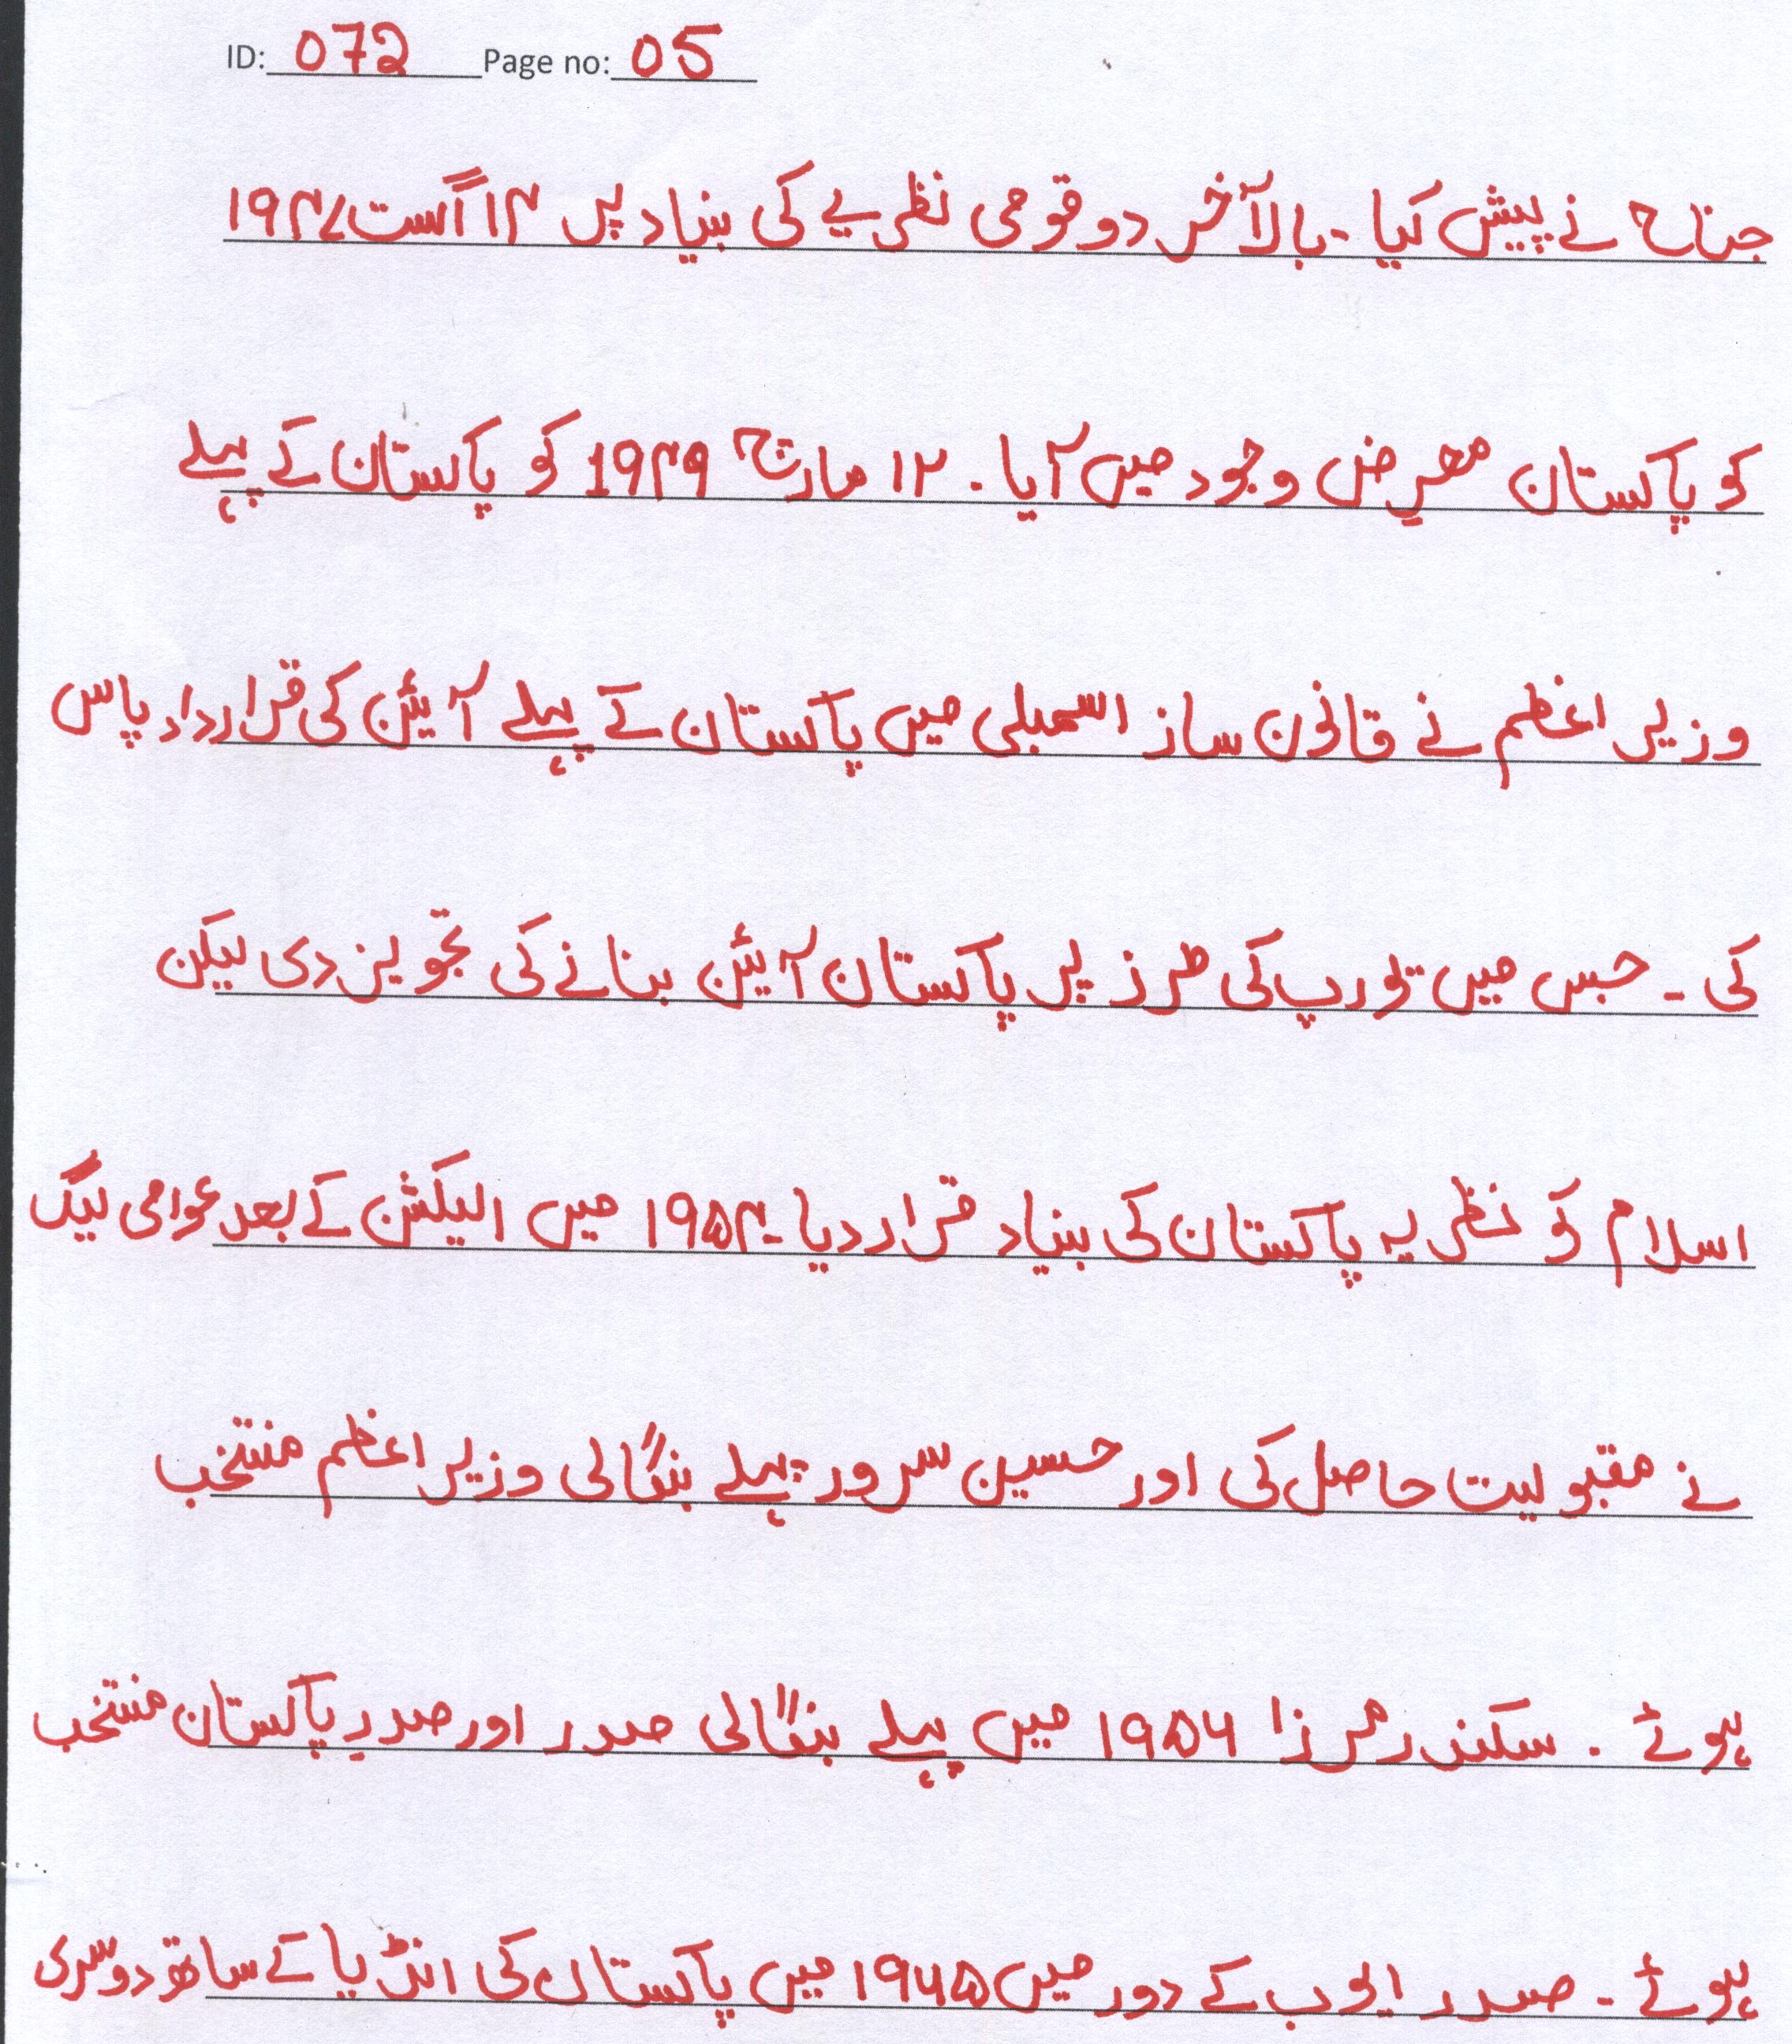 ID: 072 Page no: 05
جناح نے پیش کیا ۔ بالآخر دو قومی نظریے کی بنیاد پر ۱۴ اگست ۱۹۴۷
کو پاکستان معرضِ وجود میں آیا ۔ ۱۲ مارچ ۱۹۴۹ کو پاکستان کے پہلے
وزیر اعظم نے قانون ساز اسمبلی میں پاکستان کے پہلے آیئن کی قرارداد پاس
کی ۔ جس میں یورپ کی طرز پر پاکستان آیئن بنانے کی تجویز دی لیکن
اسلام کو نظریہ پاکستان کی بنیاد قرار دیا ۔ ۱۹۵۴ میں الیکشن کے بعد عوامی لیگ
نے مقبولیت حاصل کی اور حسین سرور پہلے بنگالی وزیر اعظم منتخب
ہوئے ۔ سکندر مرزا ۱۹۵۶ میں پہلے بنگالی صدر اور صدرِ پاکستان منتخب
ہوئے ۔ صدر ایوب کے دور میں ۱۹۶۵ میں پاکستان کی انڈیا کے ساتھ دوسری